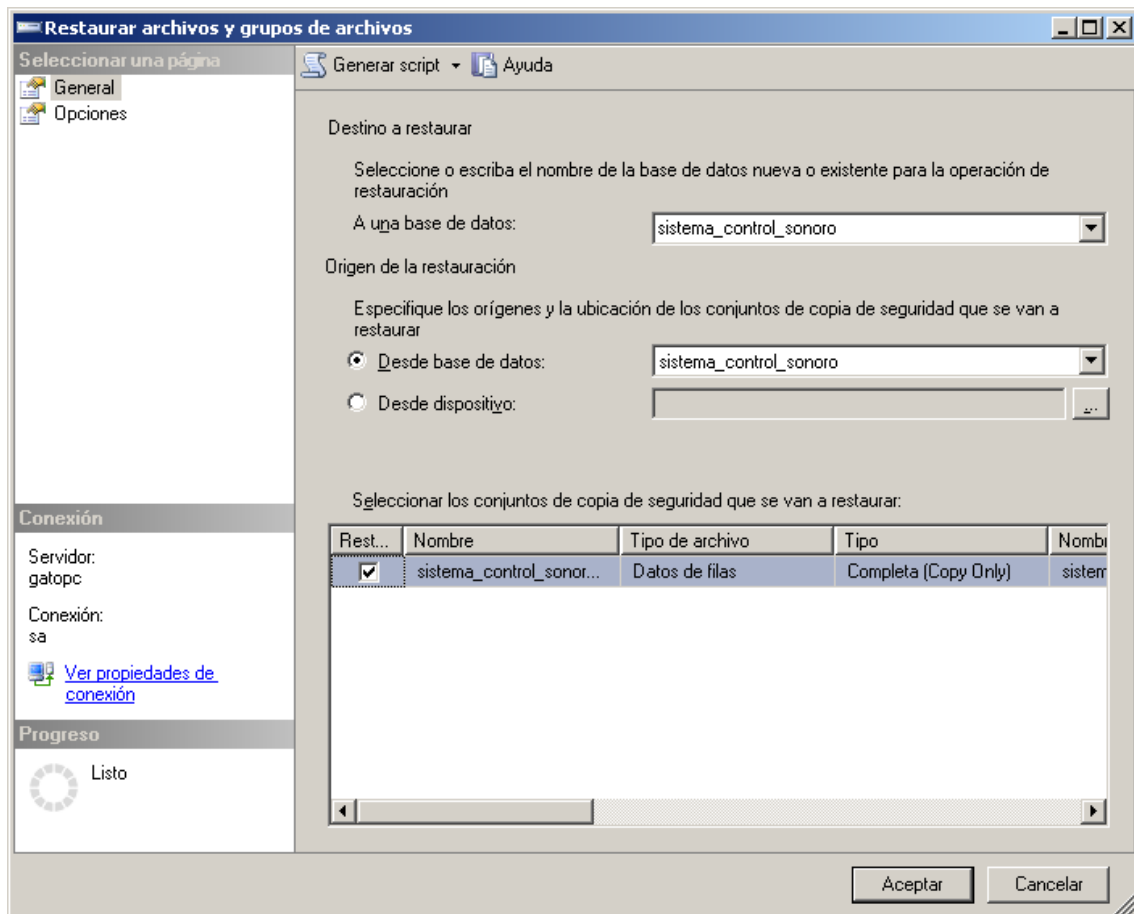 Restaurar archivos y grupos de archivos
Seleccionar una página
General
Opciones
Generar script
Ayuda
Destino a restaurar
Seleccione o escriba el nombre de la base de datos nueva o existente para la operación de
restauración
A una base de datos:
sistema_control_sonoro
Origen de la restauración
Especifique los orígenes y la ubicación de los conjuntos de copia de seguridad que se van a
restaurar
Desde base de datos:
sistema_control_sonoro
Desde dispositivo:
...
Seleccionar los conjuntos de copia de seguridad que se van a restaurar:
Rest... Nombre Tipo de archivo Tipo Nombr
sistema_control_sonor... Datos de filas Completa (Copy Only) sistem
Conexión
Servidor:
gatopc
Conexión:
sa
Ver propiedades de
conexión
Progreso
Listo
Aceptar
Cancelar